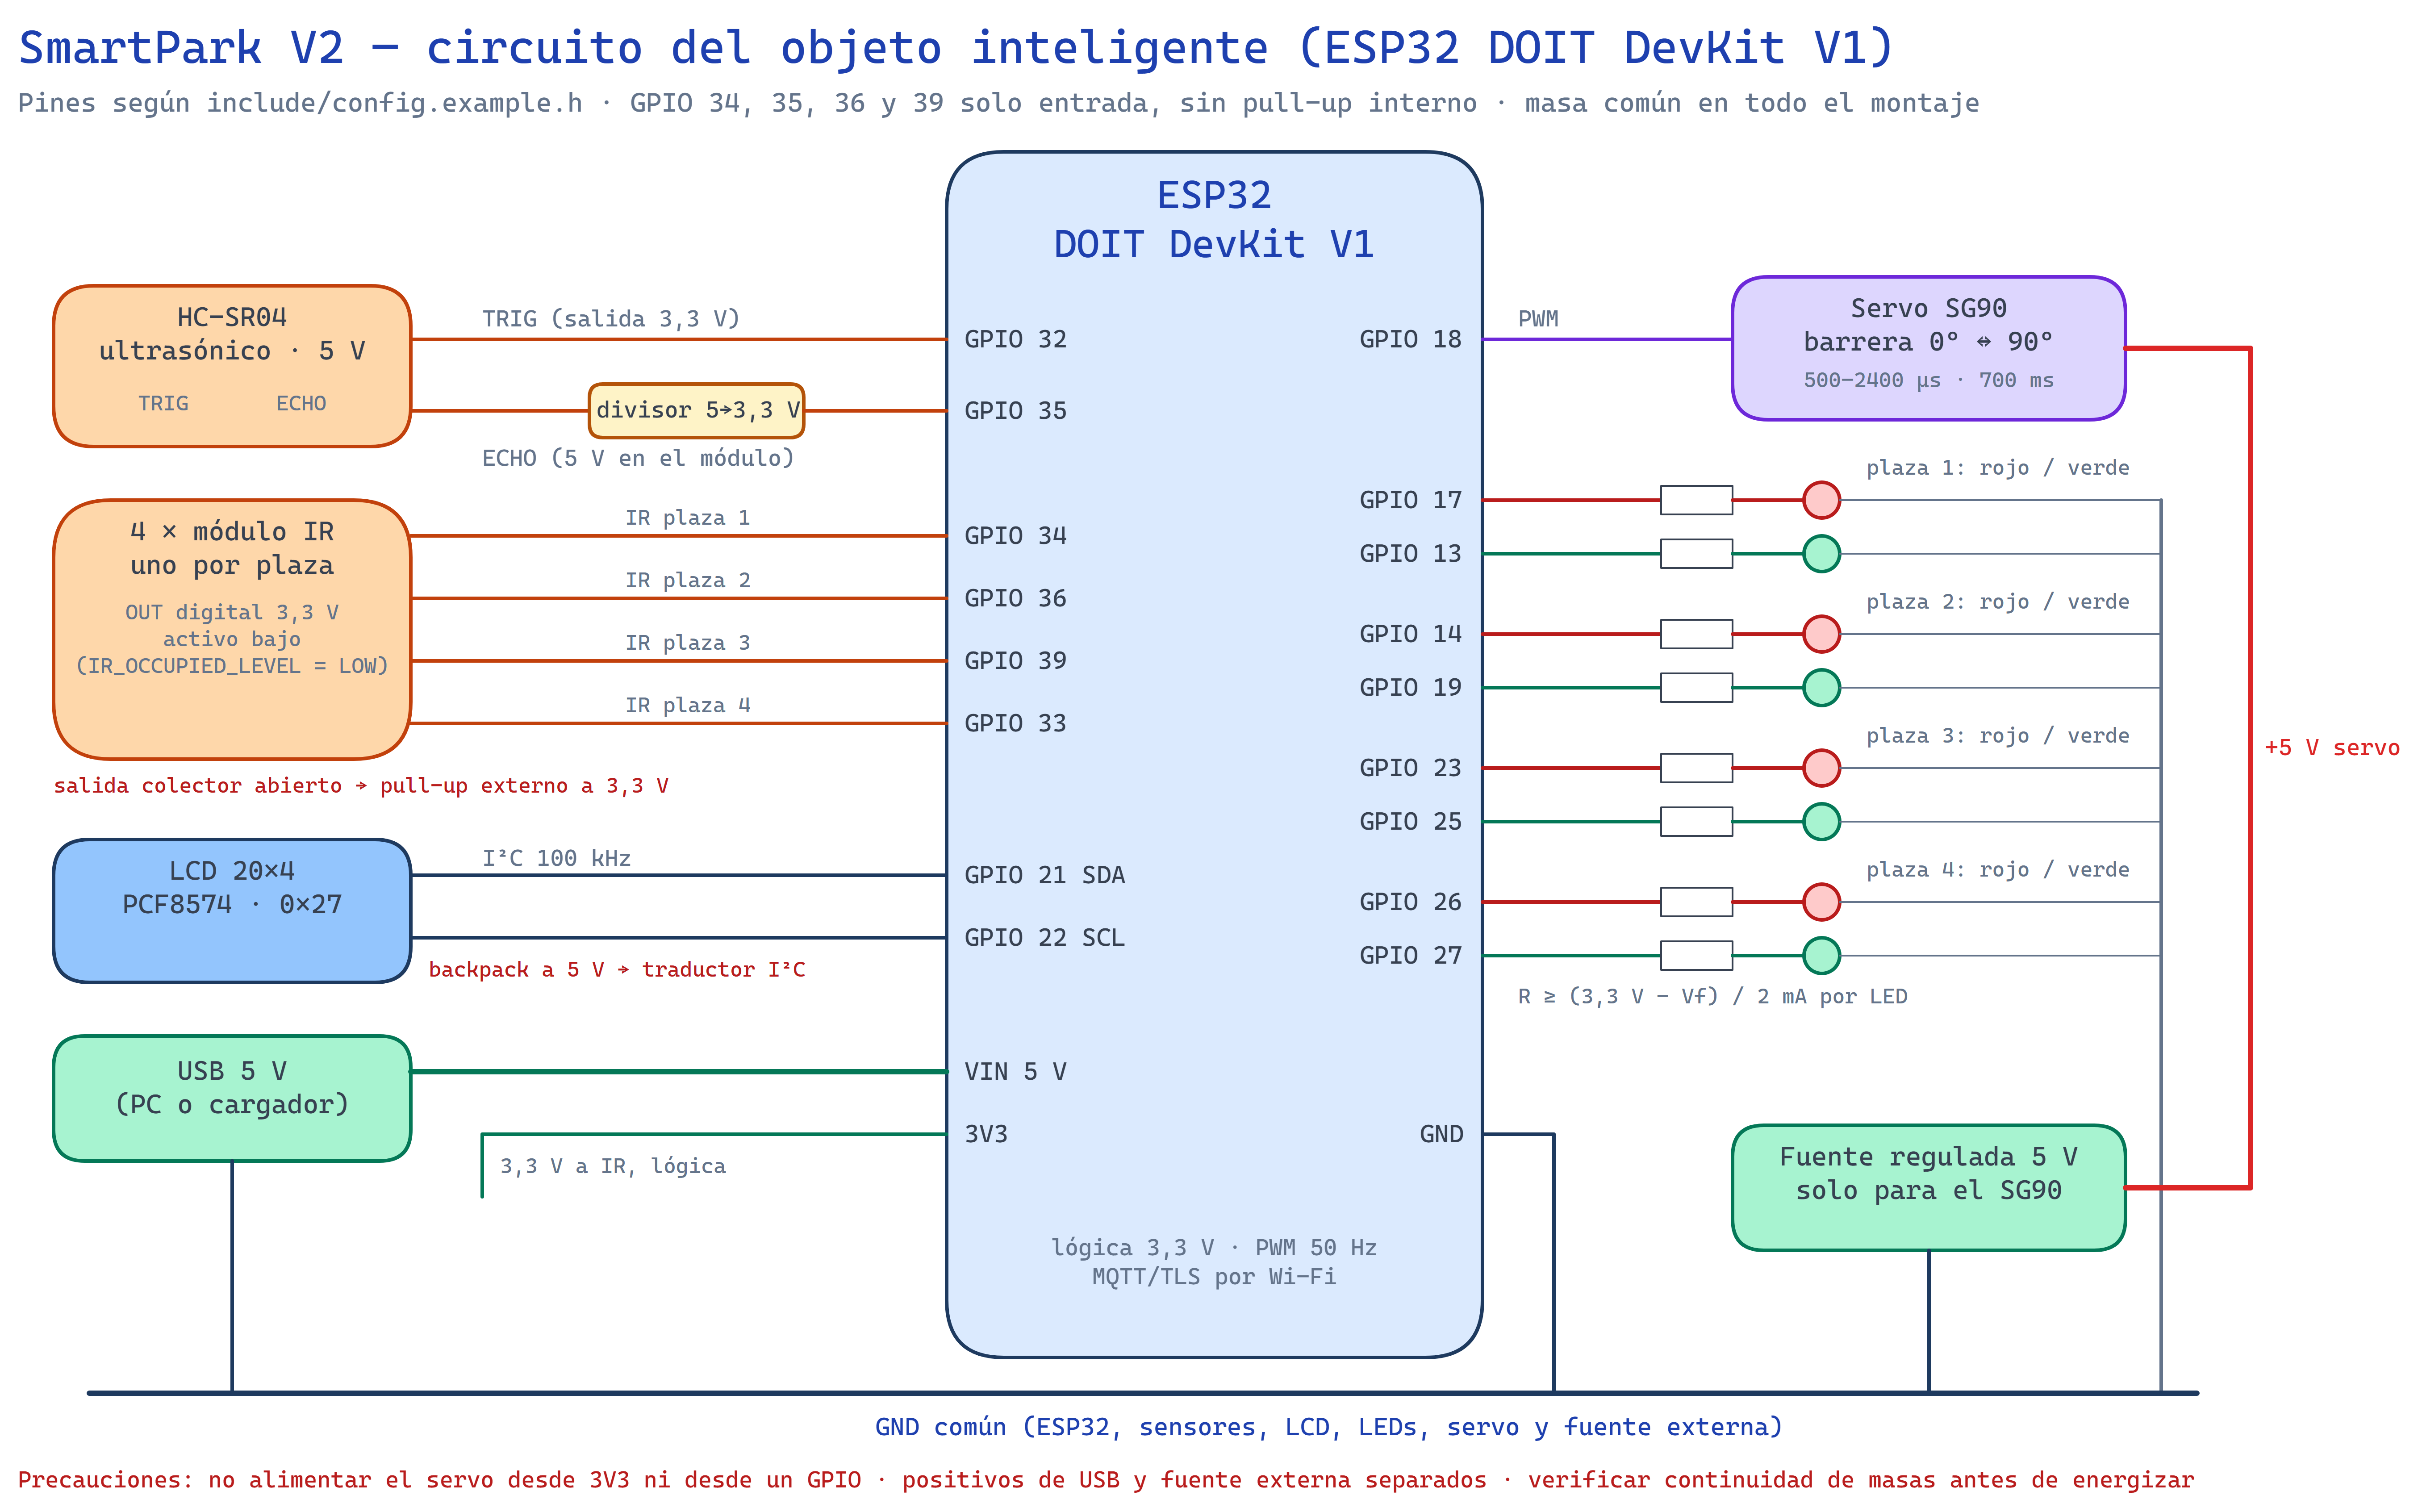 SmartPark V2 — circuito del objeto inteligente (ESP32 DOIT DevKit V1)
Pines según include/config.example.h · GPIO 34, 35, 36 y 39 solo entrada, sin pull-up interno · masa común en todo el montaje
ESP32
DOIT DevKit V1
HC-SR04
ultrasónico · 5 V
TRIG ECHO
TRIG (salida 3,3 V)
divisor 5→3,3 V
ECHO (5 V en el módulo)
GPIO 32
GPIO 35
4 × módulo IR
uno por plaza
OUT digital 3,3 V
activo bajo
(IR_OCCUPIED_LEVEL = LOW)
IR plaza 1
IR plaza 2
IR plaza 3
IR plaza 4
GPIO 34
GPIO 36
GPIO 39
GPIO 33
salida colector abierto → pull-up externo a 3,3 V
LCD 20×4
PCF8574 · 0×27
I²C 100 kHz
GPIO 21 SDA
GPIO 22 SCL
backpack a 5 V → traductor I²C
USB 5 V
(PC o cargador)
VIN 5 V
3V3
3,3 V a IR, lógica
lógica 3,3 V · PWM 50 Hz
MQTT/TLS por Wi-Fi
GPIO 18
PWM
Servo SG90
barrera 0° ↔ 90°
500–2400 µs · 700 ms
plaza 1: rojo / verde
GPIO 17
GPIO 13
plaza 2: rojo / verde
GPIO 14
GPIO 19
plaza 3: rojo / verde
GPIO 23
GPIO 25
plaza 4: rojo / verde
GPIO 26
GPIO 27
R ≥ (3,3 V − Vf) / 2 mA por LED
+5 V servo
GND
Fuente regulada 5 V
solo para el SG90
GND común (ESP32, sensores, LCD, LEDs, servo y fuente externa)
Precauciones: no alimentar el servo desde 3V3 ni desde un GPIO · positivos de USB y fuente externa separados · verificar continuidad de masas antes de energizar